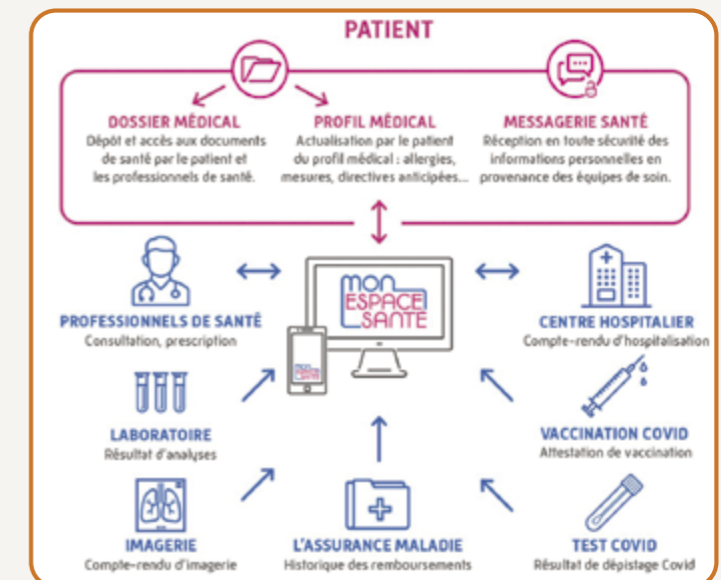 PATIENT
DOSSIER MÉDICAL
Dépôt et accès aux documents
de santé par le patient et
les professionnels de santé.
PROFIL MÉDICAL
Actualisation par le patient
du profil médical : allergies,
mesures, directives anticipées...
MESSAGERIE SANTÉ
Réception en toute sécurité des
informations personnelles en
provenance des équipes de soin.
MON
ESPACE
SANTÉ
MON
ESPACE
SANTÉ
PROFESSIONNELS DE SANTÉ
Consultation, prescription
CENTRE HOSPITALIER
Compte-rendu d'hospitalisation
LABORATOIRE
Résultat d'analyses
VACCINATION COVID
Attestation de vaccination
IMAGERIE
Compte-rendu d'imagerie
L'ASSURANCE MALADIE
Historique des remboursements
TEST COVID
Résultat de dépistage Covid